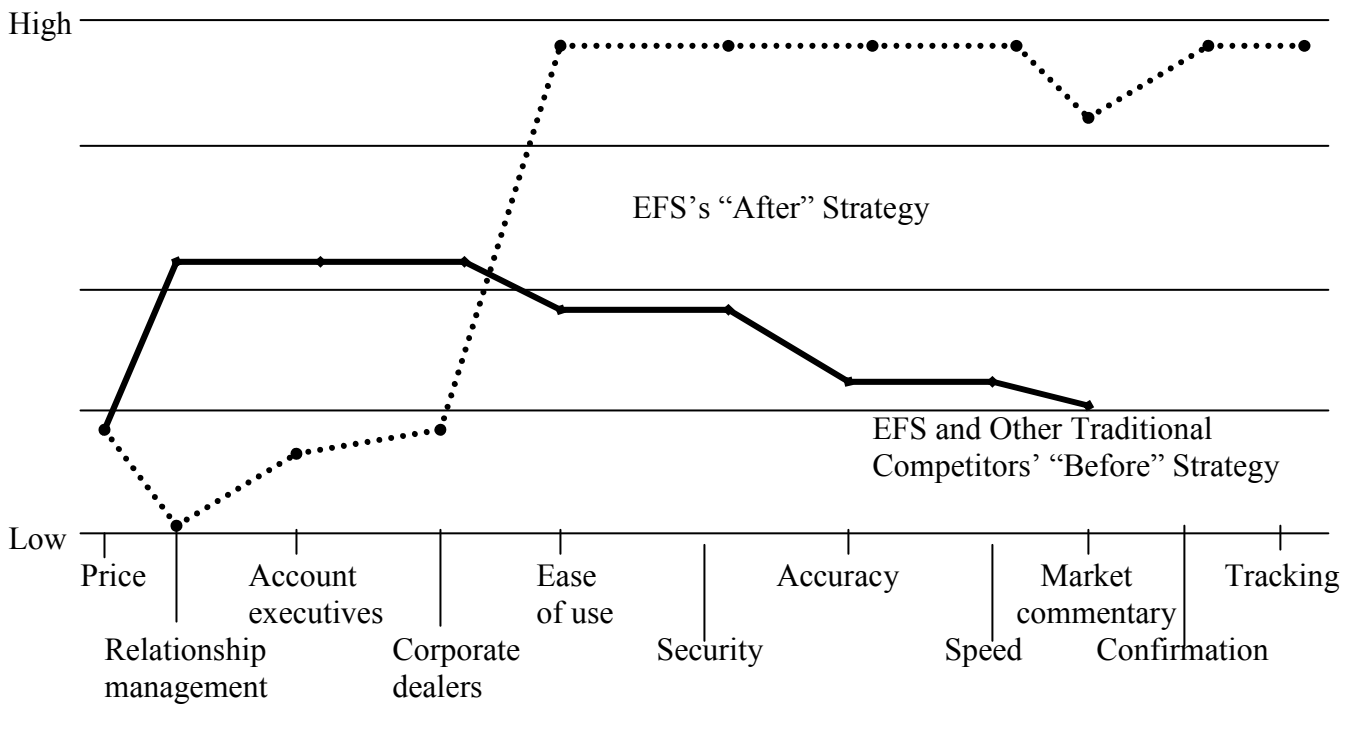 High
EFS’s “After” Strategy
EFS and Other Traditional
Competitors’ “Before” Strategy
Low
Price
Account
executives
Ease
of use
Accuracy
Market
commentary
Tracking
Relationship
management
Corporate
dealers
Security
Speed
Confirmation